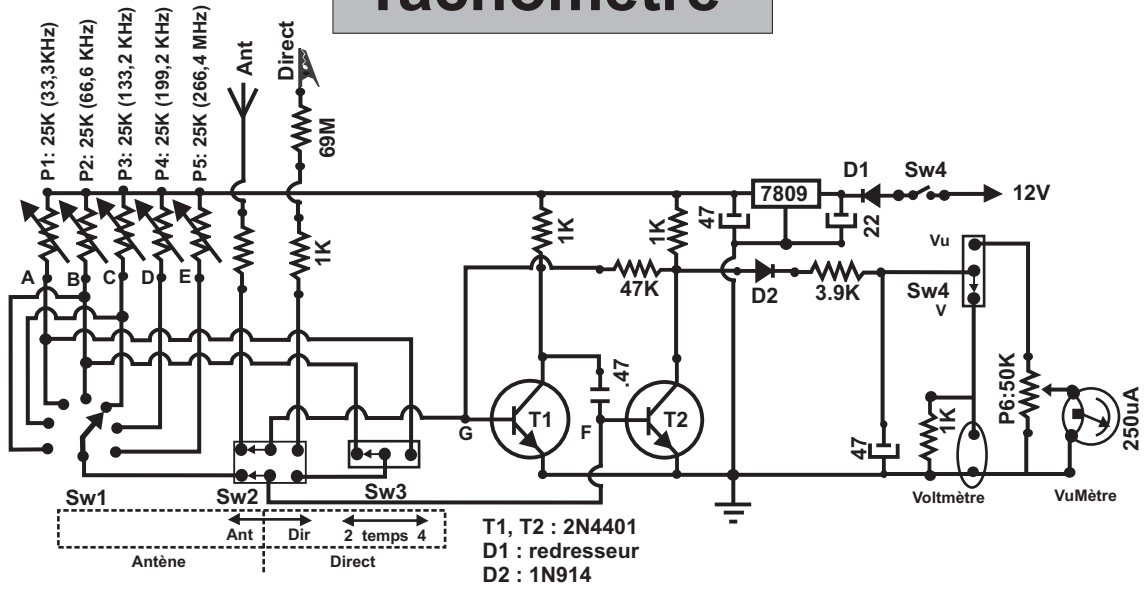 Tachomètre
P1: 25K (33,3KHz)
P2: 25K (66,6 KHz)
P3: 25K (133,2 KHz)
P4: 25K (199,2 KHz)
P5: 25K (266,4 MHz)
Ant
Direct
69M
1K
1K
1K
47
7809
22
D1
Sw4
12V
A
B
C
D
E
47K
D2
3.9K
Vu
Sw4
V
P6:50K
250uA
.47
G
T1
F
T2
47
1K
Sw1
Sw2
Sw3
Voltmètre
VuMètre
Ant
Dir
2 temps 4
Antène
Direct
T1, T2 : 2N4401
D1 : redresseur
D2 : 1N914